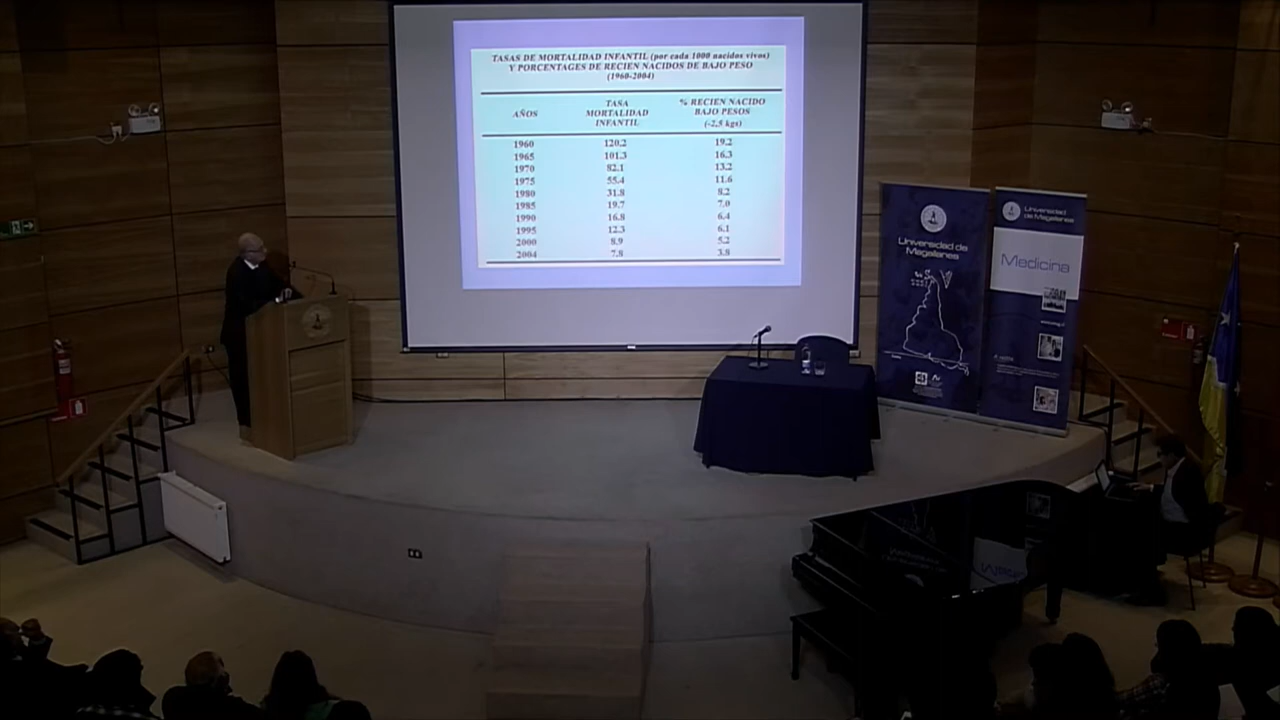 TASAS DE MORTALIDAD INFANTIL (por cada 1000 nacidos vivos)
Y PORCENTAGES DE RECIEN NACIDOS DE BAJO PESO
(1960-2004)
AÑOS TASA MORTALIDAD INFANTIL % RECIEN NACIDO BAJO PESOS (-2,5 kgs)
1960 120,2 19,2
1965 101,3 16,3
1970 82,1 13,2
1975 55,4 11,6
1980 31,8 8,2
1985 19,7 7,0
1990 16,8 6,4
1995 12,3 6,1
2000 8,9 5,2
2004 7,8 3,8
Universidad de
Magallanes
Universidad
de Magallanes
Medicina